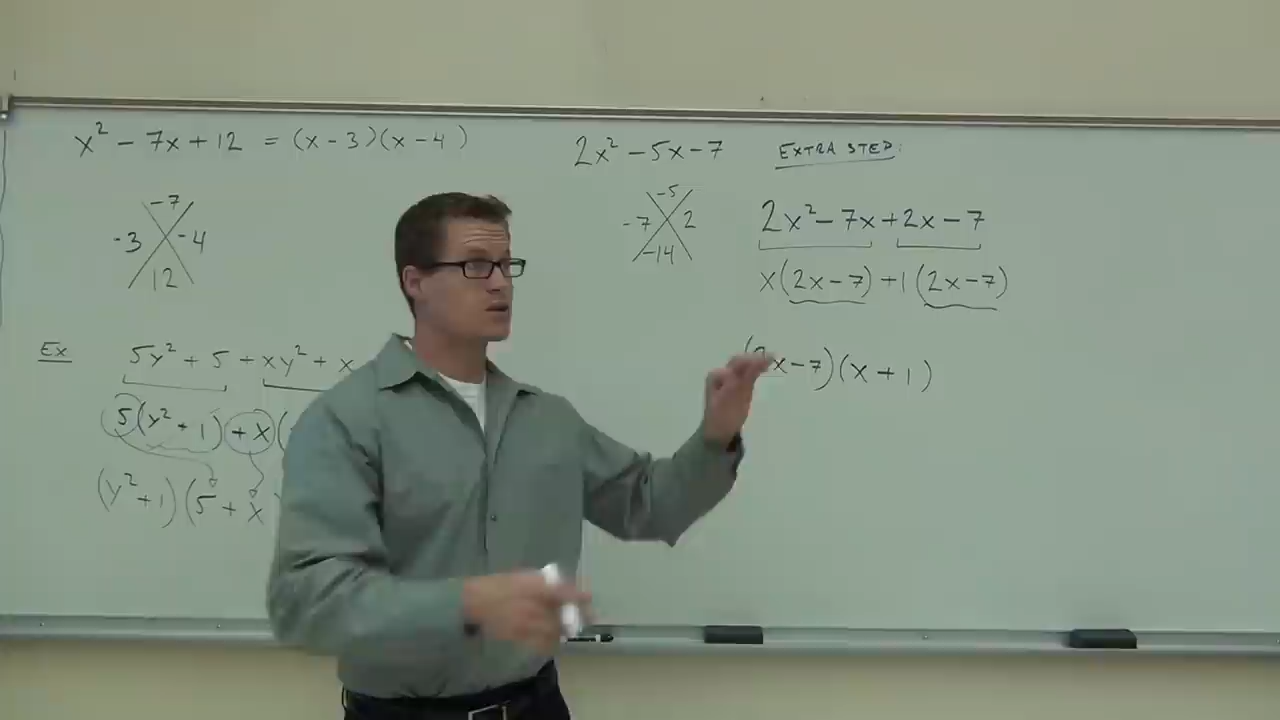 x² - 7x + 12 = (x - 3)(x - 4)
-7
-3 -4
12
Ex 5y² + 5 + xy² + x
5(y² + 1) + x(
(y² + 1)(5 + x
2x² - 5x - 7
-5
-7 2
-14
EXTRA STEP:
2x² - 7x + 2x - 7
x(2x - 7) + 1(2x - 7)
(2x - 7)(x + 1)